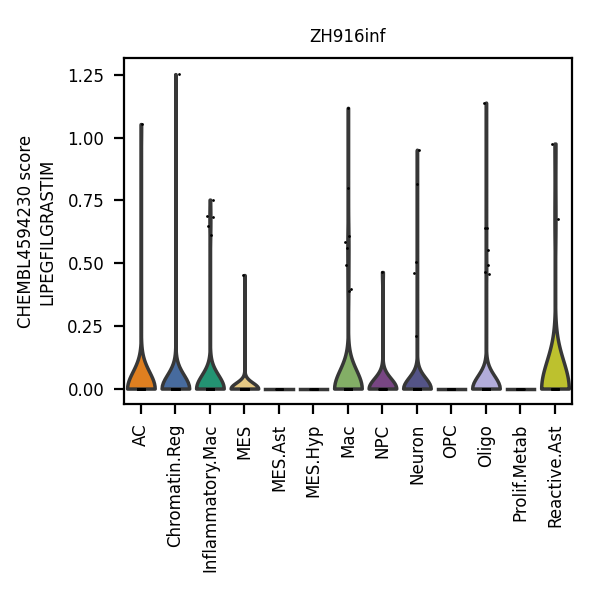 ZH916inf
CHEMBL4594230 score
LIPEGFILGRASTIM
1.25
1.00
0.75
0.50
0.25
0.00
AC
Chromatin.Reg
Inflammatory.Mac
MES
MES.Ast
MES.Hyp
Mac
NPC
Neuron
OPC
Oligo
Prolif.Metab
Reactive.Ast